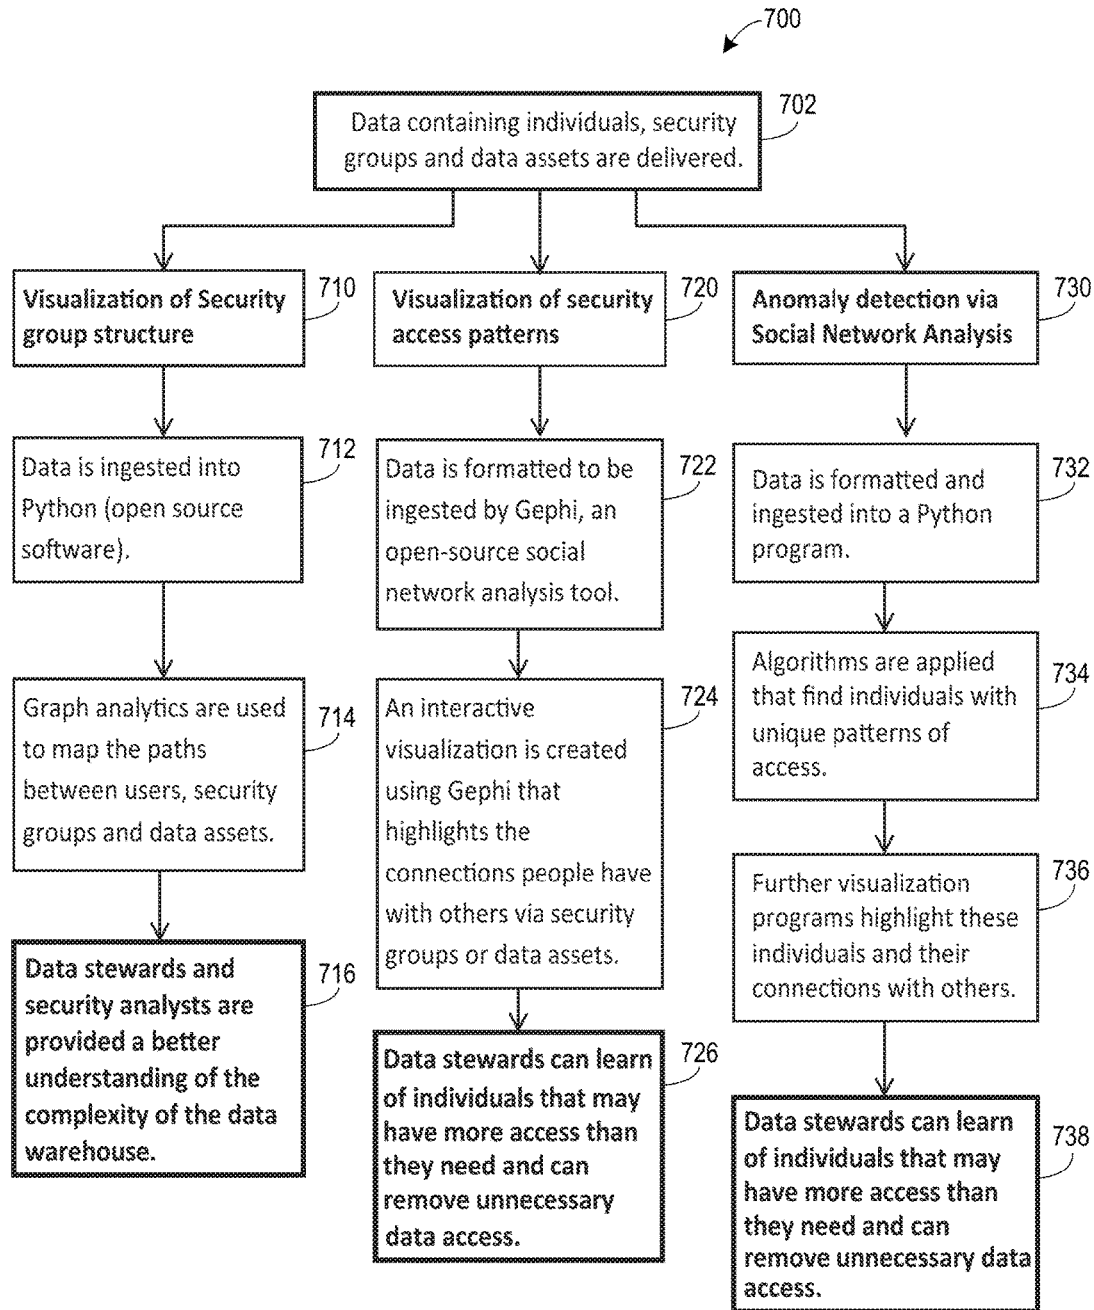 700
702
Data containing individuals, security
groups and data assets are delivered.
710
Visualization of Security
group structure
712
Data is ingested into
Python (open source
software).
714
Graph analytics are used
to map the paths
between users, security
groups and data assets.
716
Data stewards and
security analysts are
provided a better
understanding of the
complexity of the data
warehouse.
720
Visualization of security
access patterns
722
Data is formatted to be
ingested by Gephi, an
open-source social
network analysis tool.
724
An interactive
visualization is created
using Gephi that
highlights the
connections people have
with others via security
groups or data assets.
726
Data stewards can learn
of individuals that may
have more access than
they need and can
remove unnecessary
data access.
730
Anomaly detection via
Social Network Analysis
732
Data is formatted and
ingested into a Python
program.
734
Algorithms are applied
that find individuals with
unique patterns of
access.
736
Further visualization
programs highlight these
individuals and their
connections with others.
738
Data stewards can learn
of individuals that may
have more access than
they need and can
remove unnecessary data
access.